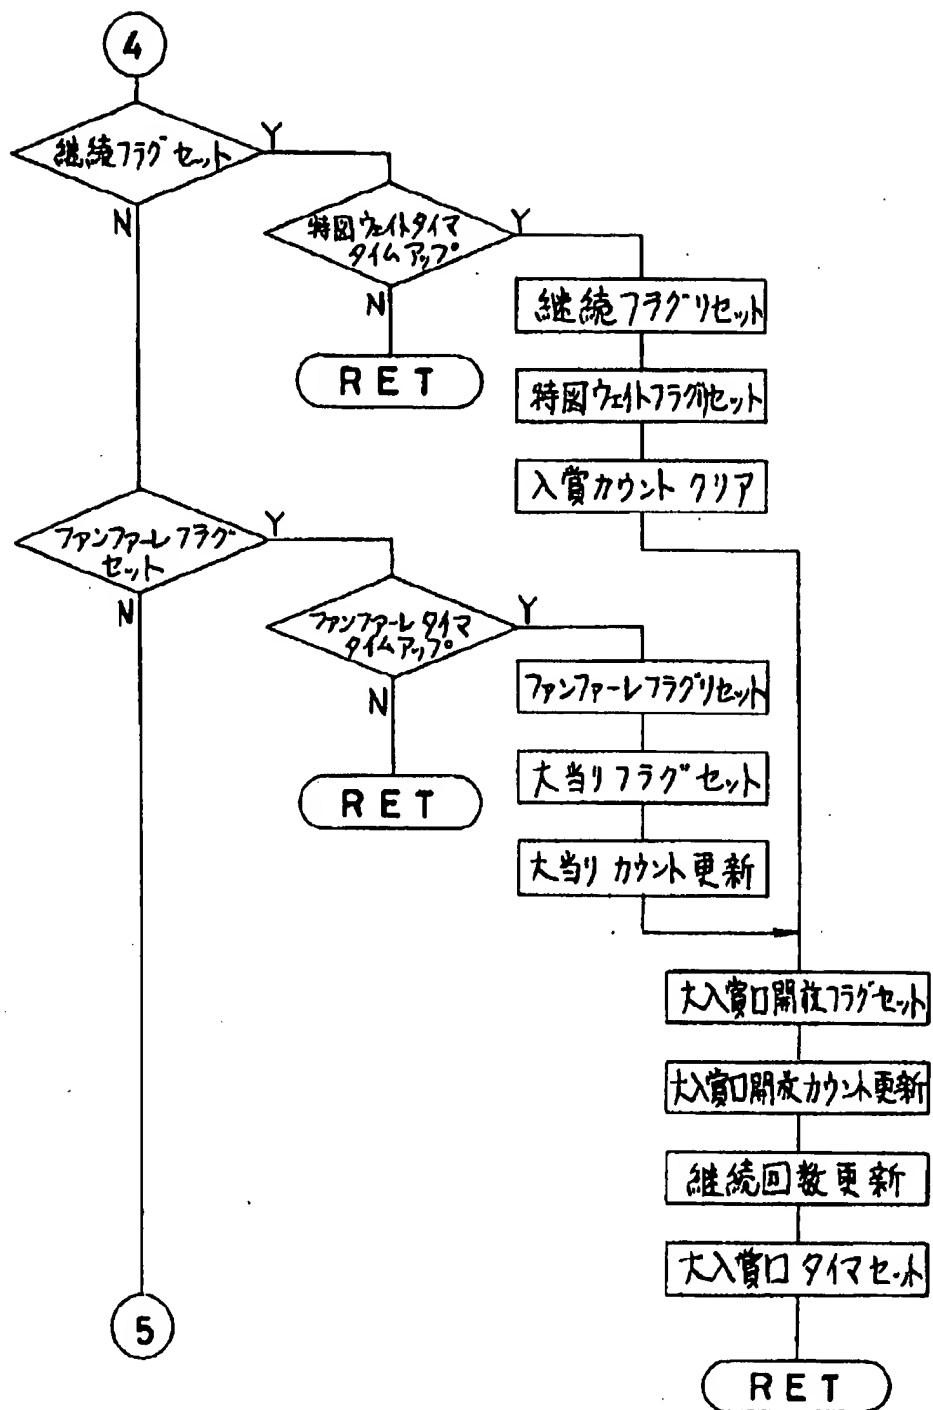 4
継続フラグセット
Y
N
特図ウェイトタイマ
タイムアップ
Y
N
RET
継続フラグリセット
特図ウェイトフラグリセット
入賞カウントクリア
ファンファーレフラグ
セット
Y
N
ファンファーレタイマ
タイムアップ
Y
N
RET
ファンファーレフラグリセット
大当りフラグセット
大当りカウント更新
大入賞口開放フラグセット
大入賞口開放カウント更新
継続回数更新
大入賞口タイマセット
RET
5